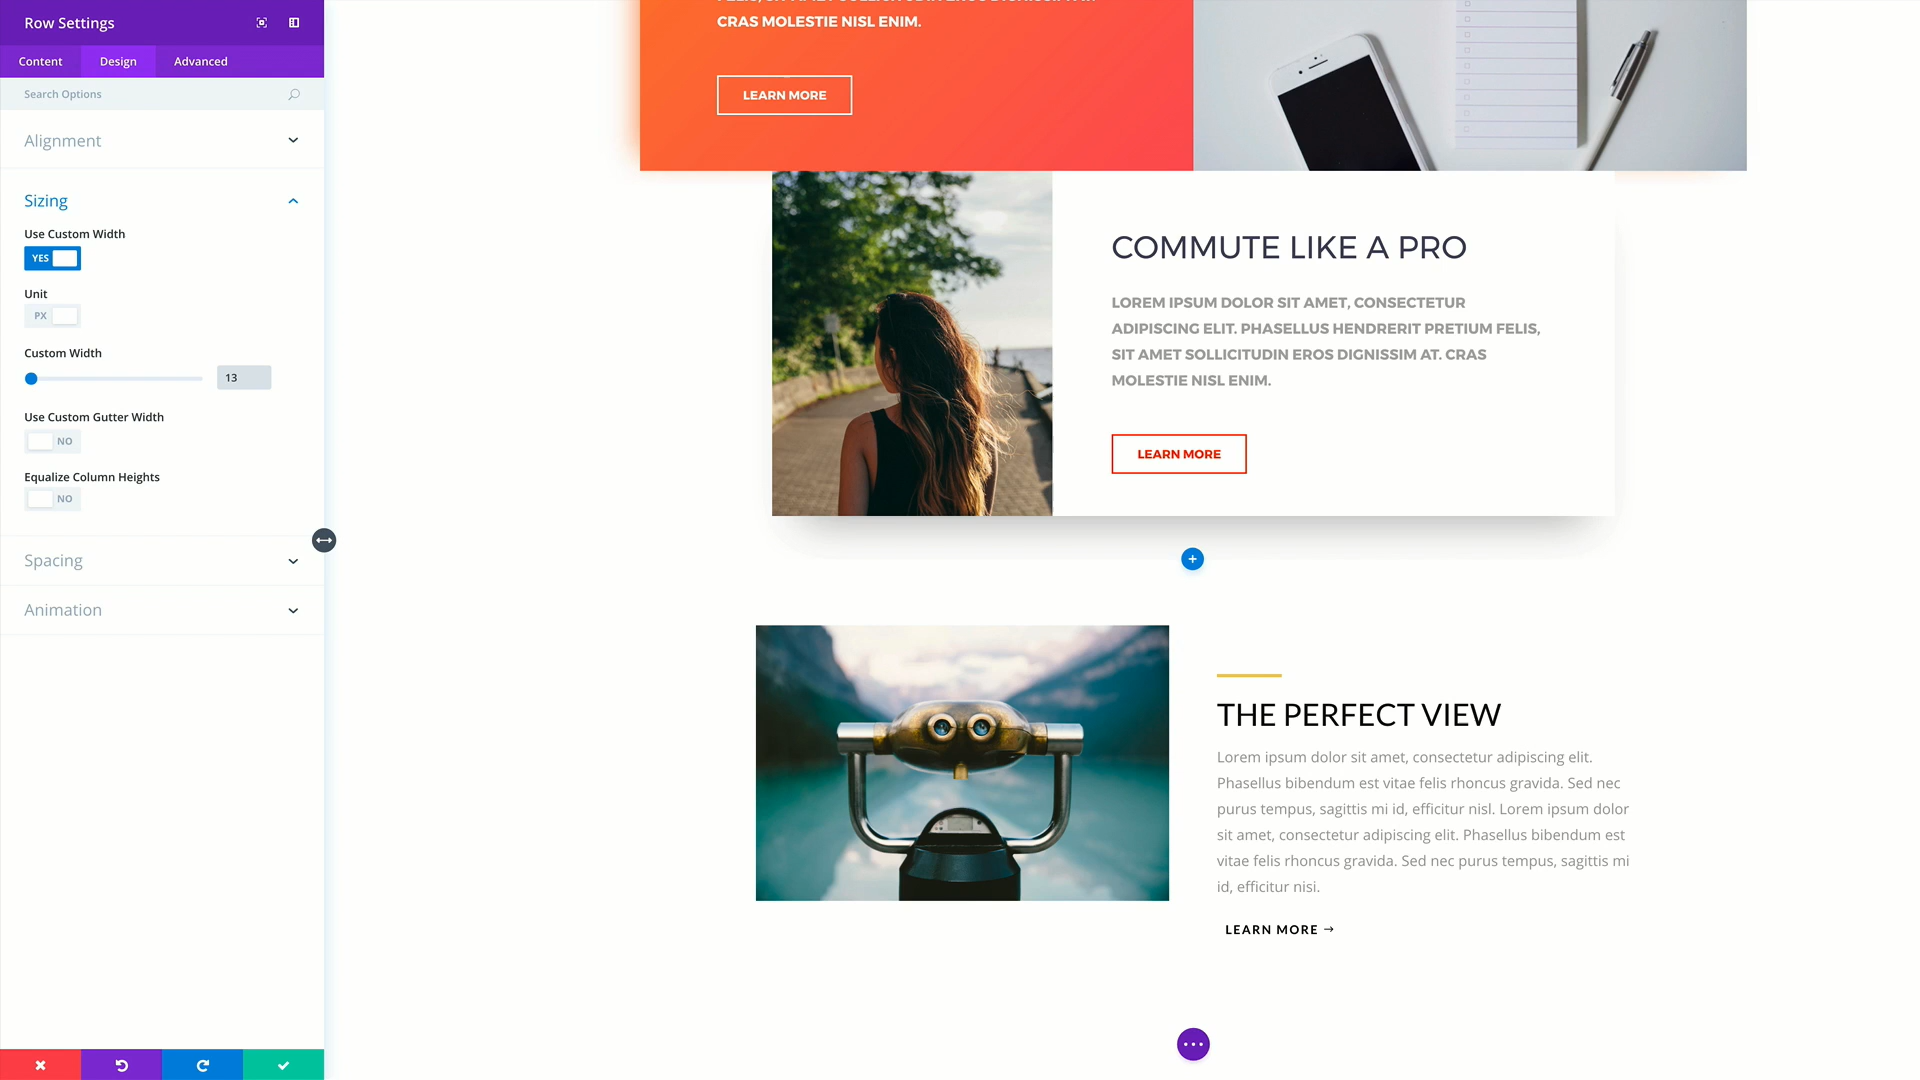 Row Settings
Content
Design
Advanced
Search Options
Alignment
Sizing
Use Custom Width
YES
Unit
PX
Custom Width
13
Use Custom Gutter Width
NO
Equalize Column Heights
NO
Spacing
Animation
CRAS MOLESTIE NISL ENIM.
LEARN MORE
COMMUTE LIKE A PRO
LOREM IPSUM DOLOR SIT AMET, CONSECTETUR
ADIPISCING ELIT. PHASELLUS HENDRERIT PRETIUM FELIS,
SIT AMET SOLLICITUDIN EROS DIGNISSIM AT. CRAS
MOLESTIE NISL ENIM.
LEARN MORE
THE PERFECT VIEW
Lorem ipsum dolor sit amet, consectetur adipiscing elit.
Phasellus bibendum est vitae felis rhoncus gravida. Sed nec
purus tempus, sagittis mi id, efficitur nisl. Lorem ipsum dolor
sit amet, consectetur adipiscing elit. Phasellus bibendum est
vitae felis rhoncus gravida. Sed nec purus tempus, sagittis mi
id, efficitur nisi.
LEARN MORE →